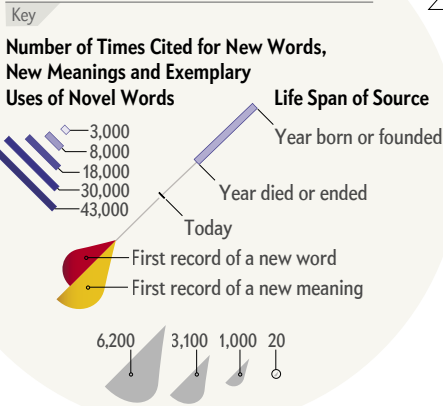 Key
Number of Times Cited for New Words,
New Meanings and Exemplary
Uses of Novel Words
Life Span of Source
3,000
8,000
18,000
30,000
43,000
Year born or founded
Year died or ended
Today
First record of a new word
First record of a new meaning
6,200 3,100 1,000 20